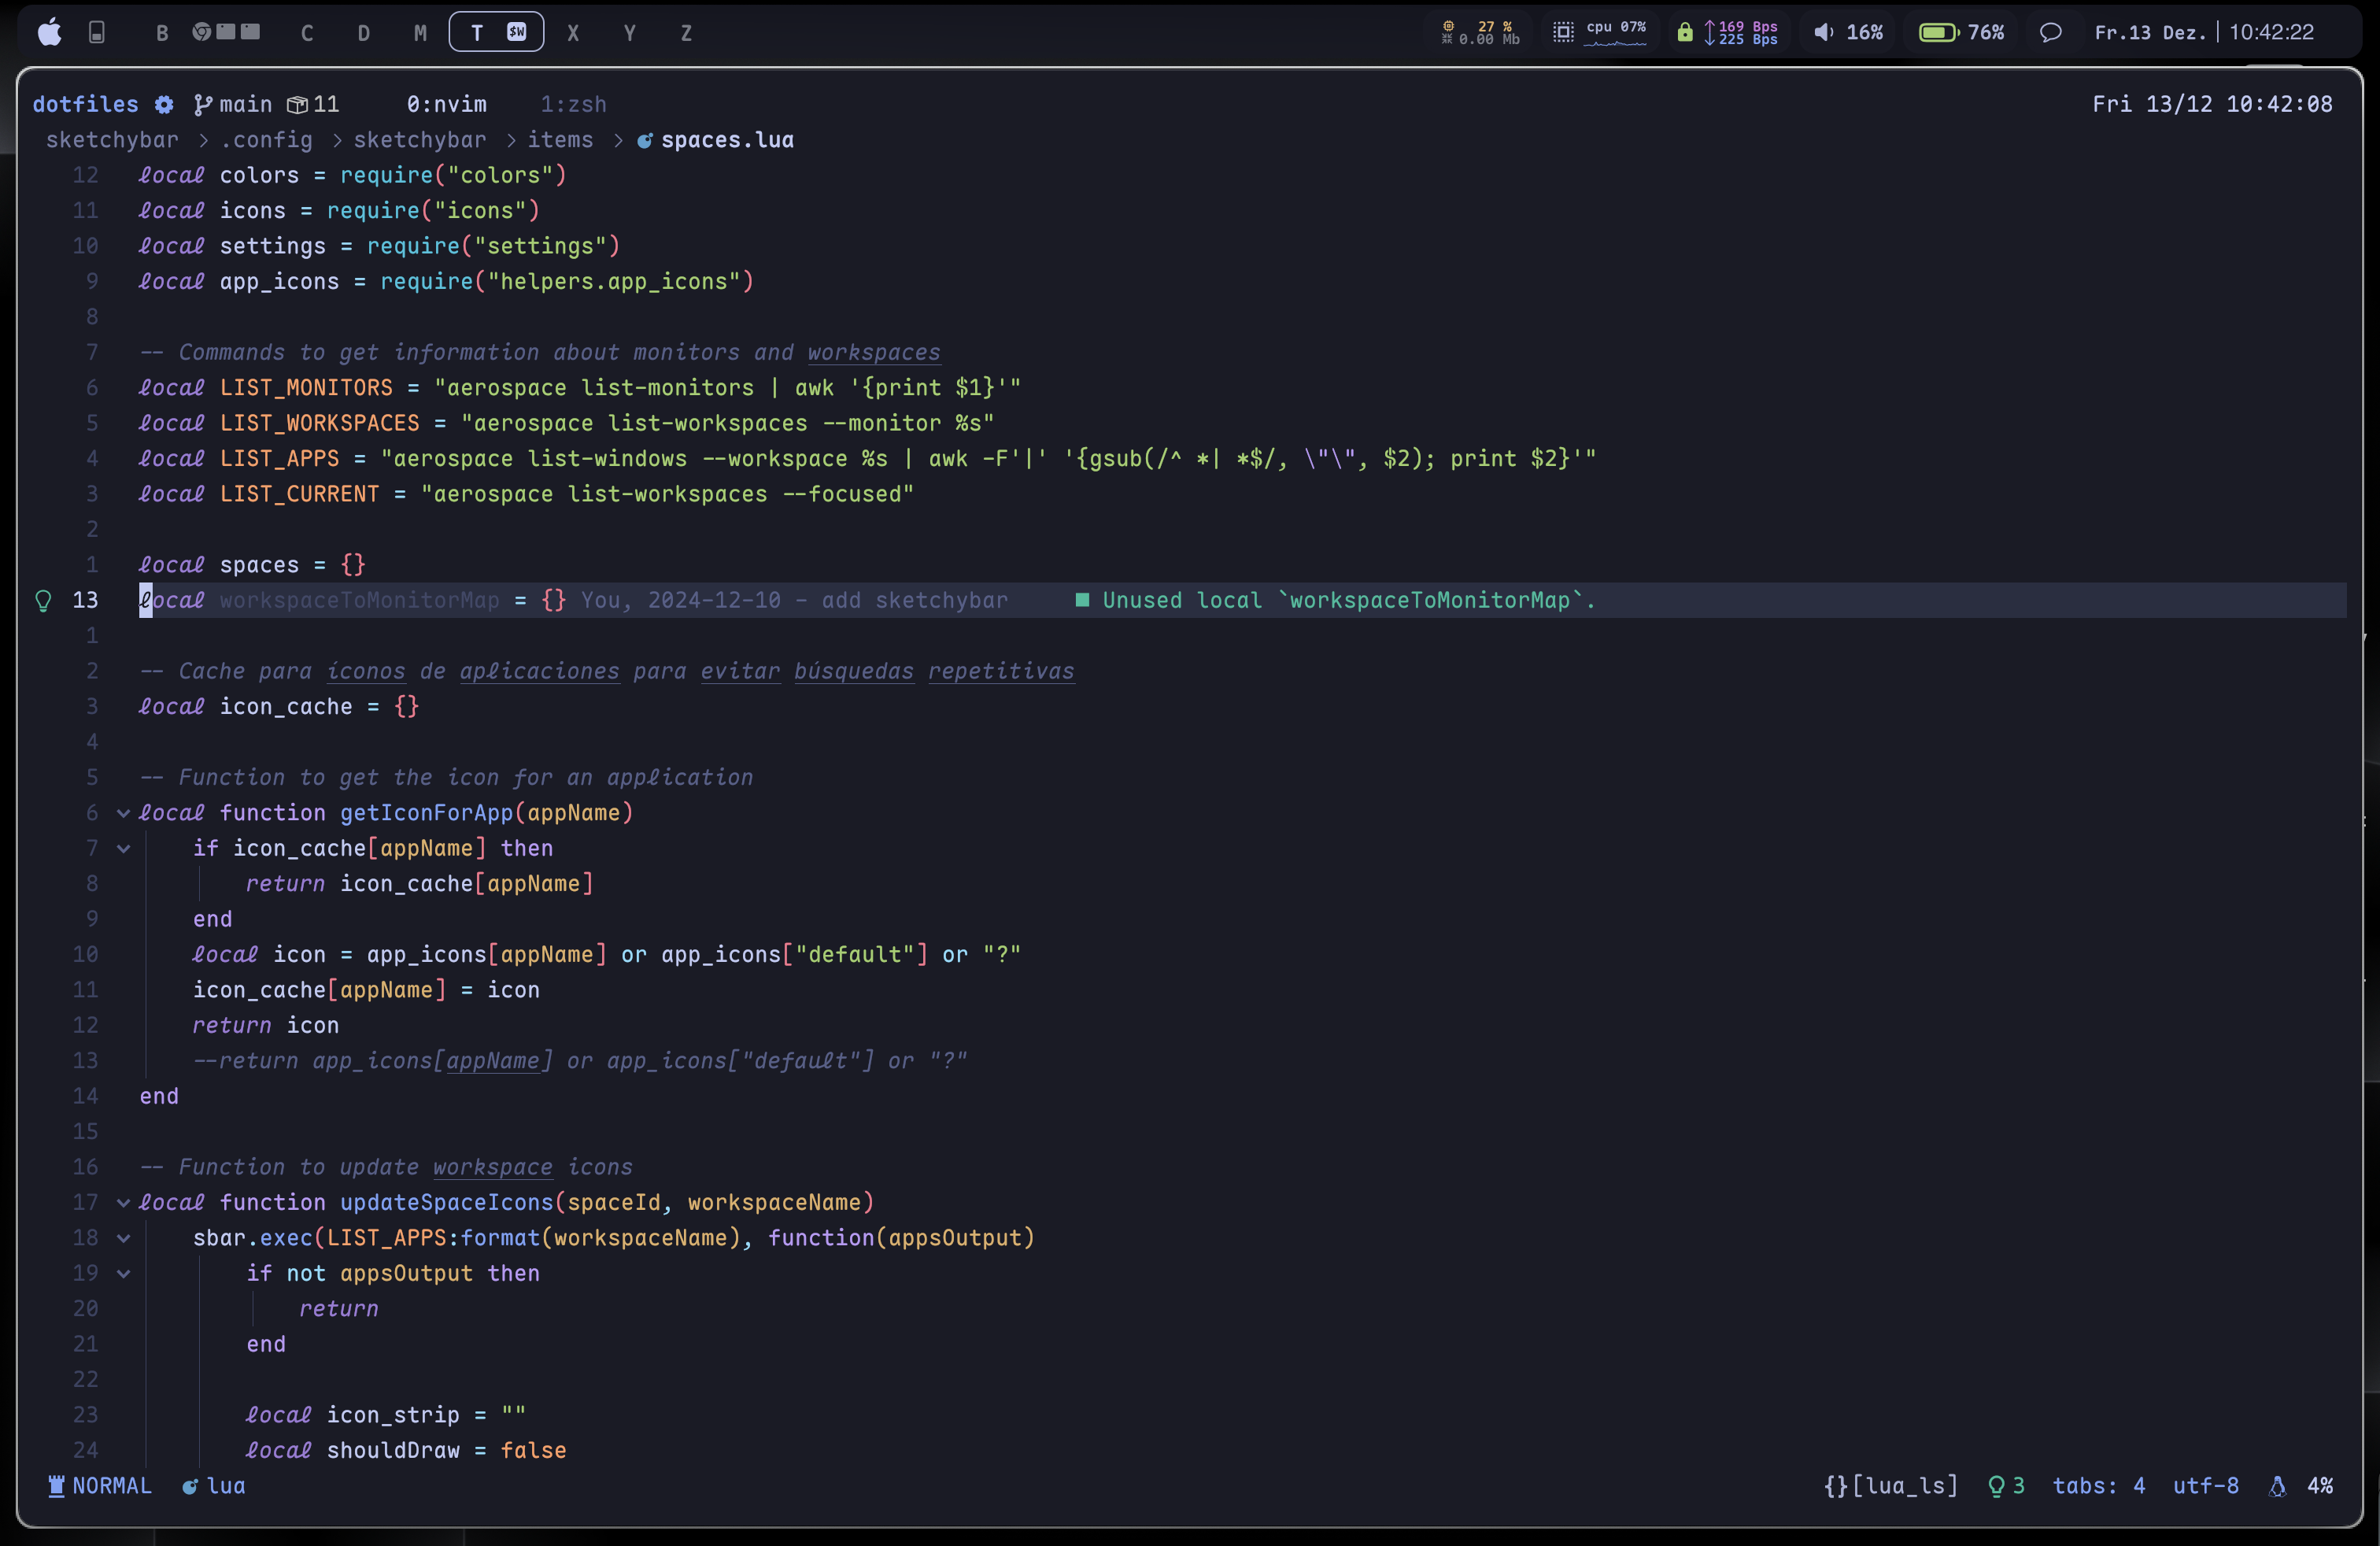 B C D M T $W X Y Z 27 % 0.00 Mb cpu 07% 169 Bps 225 Bps 16% 76% Fr.13 Dez. 10:42:22
dotfiles main 11 0:nvim 1:zsh Fri 13/12 10:42:08
sketchybar > .config > sketchybar > items > spaces.lua
12 local colors = require("colors")
11 local icons = require("icons")
10 local settings = require("settings")
9 local app_icons = require("helpers.app_icons")
8
7 -- Commands to get information about monitors and workspaces
6 local LIST_MONITORS = "aerospace list-monitors | awk '{print $1}'"
5 local LIST_WORKSPACES = "aerospace list-workspaces --monitor %s"
4 local LIST_APPS = "aerospace list-windows --workspace %s | awk -F'|' '{gsub(/^ *| *$/, \"\", $2); print $2}'"
3 local LIST_CURRENT = "aerospace list-workspaces --focused"
2
1 local spaces = {}
13 local workspaceToMonitorMap = {} You, 2024-12-10 - add sketchybar ■ Unused local `workspaceToMonitorMap`.
1
2 -- Cache para íconos de aplicaciones para evitar búsquedas repetitivas
3 local icon_cache = {}
4
5 -- Function to get the icon for an application
6 local function getIconForApp(appName)
7 if icon_cache[appName] then
8 return icon_cache[appName]
9 end
10 local icon = app_icons[appName] or app_icons["default"] or "?"
11 icon_cache[appName] = icon
12 return icon
13 --return app_icons[appName] or app_icons["default"] or "?"
14 end
15
16 -- Function to update workspace icons
17 local function updateSpaceIcons(spaceId, workspaceName)
18 sbar.exec(LIST_APPS:format(workspaceName), function(appsOutput)
19 if not appsOutput then
20 return
21 end
22
23 local icon_strip = ""
24 local shouldDraw = false
NORMAL lua {}[lua_ls] 3 tabs: 4 utf-8 4%